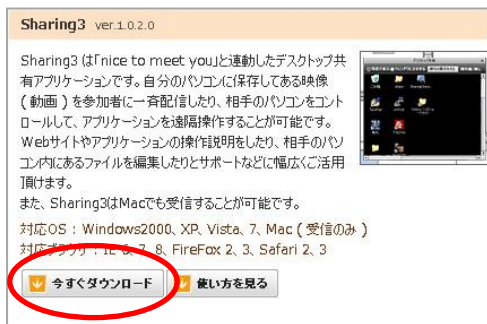 Sharing3 ver.1.0.2.0
Sharing3 は「nice to meet you」と連動したデスクトップ共
有アプリケーションです。自分のパソコンに保存してある映像
( 動画 ) を参加者に一斉配信したり、相手のパソコンをコント
ロールして、アプリケーションを遠隔操作することが可能です。
Webサイトやアプリケーションの操作説明をしたり、相手のパソ
コン内にあるファイルを編集したりとサポートなどに幅広くご活用
頂けます。
また、Sharing3はMacでも受信することが可能です。
対応OS : Windows2000、XP、Vista、7、Mac ( 受信のみ )
対応ブラウザ : IE 6、7、8、FireFox 2、3、Safari 2、3
今すぐダウンロード 使い方を見る